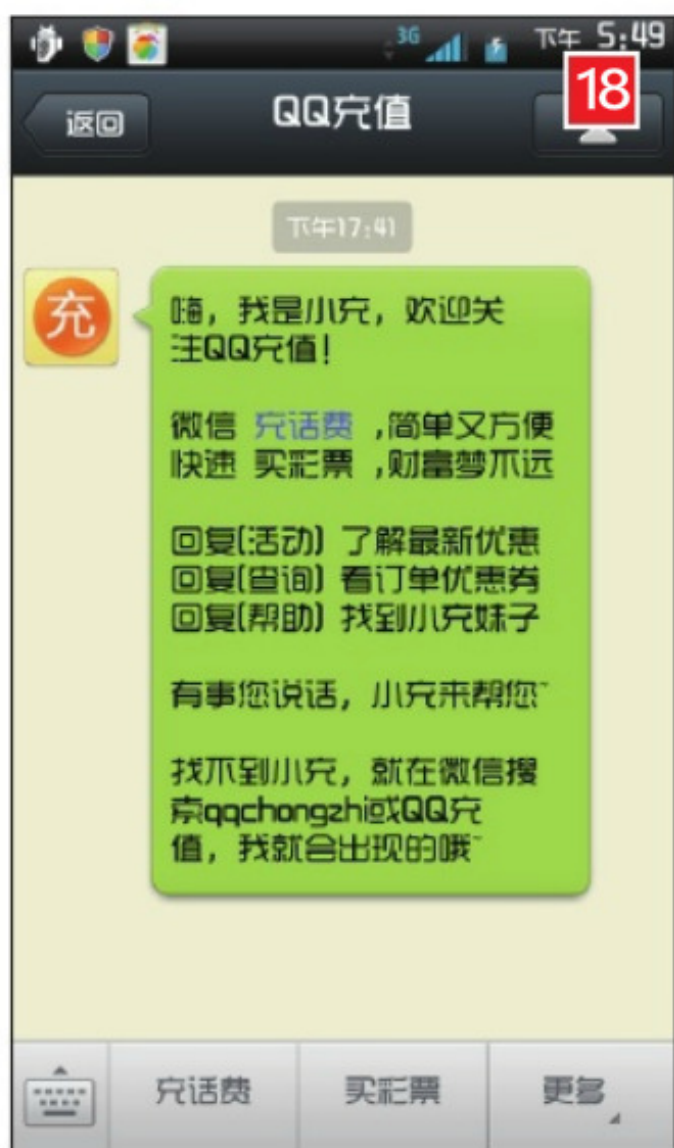 3G 下午 5:49
18
返回 QQ充值
下午17:41
充
嗨，我是小充，欢迎关
注QQ充值！
微信 充话费 ,简单又方便
快速 买彩票 ,财富梦不远
回复(活动) 了解最新优惠
回复(查询) 看订单优惠券
回复(帮助) 找到小充妹子
有事您说话，小充来帮您~
找不到小充，就在微信搜
索qqchongzhi或QQ充
值，我就会出现的哦~
充话费 买彩票 更多